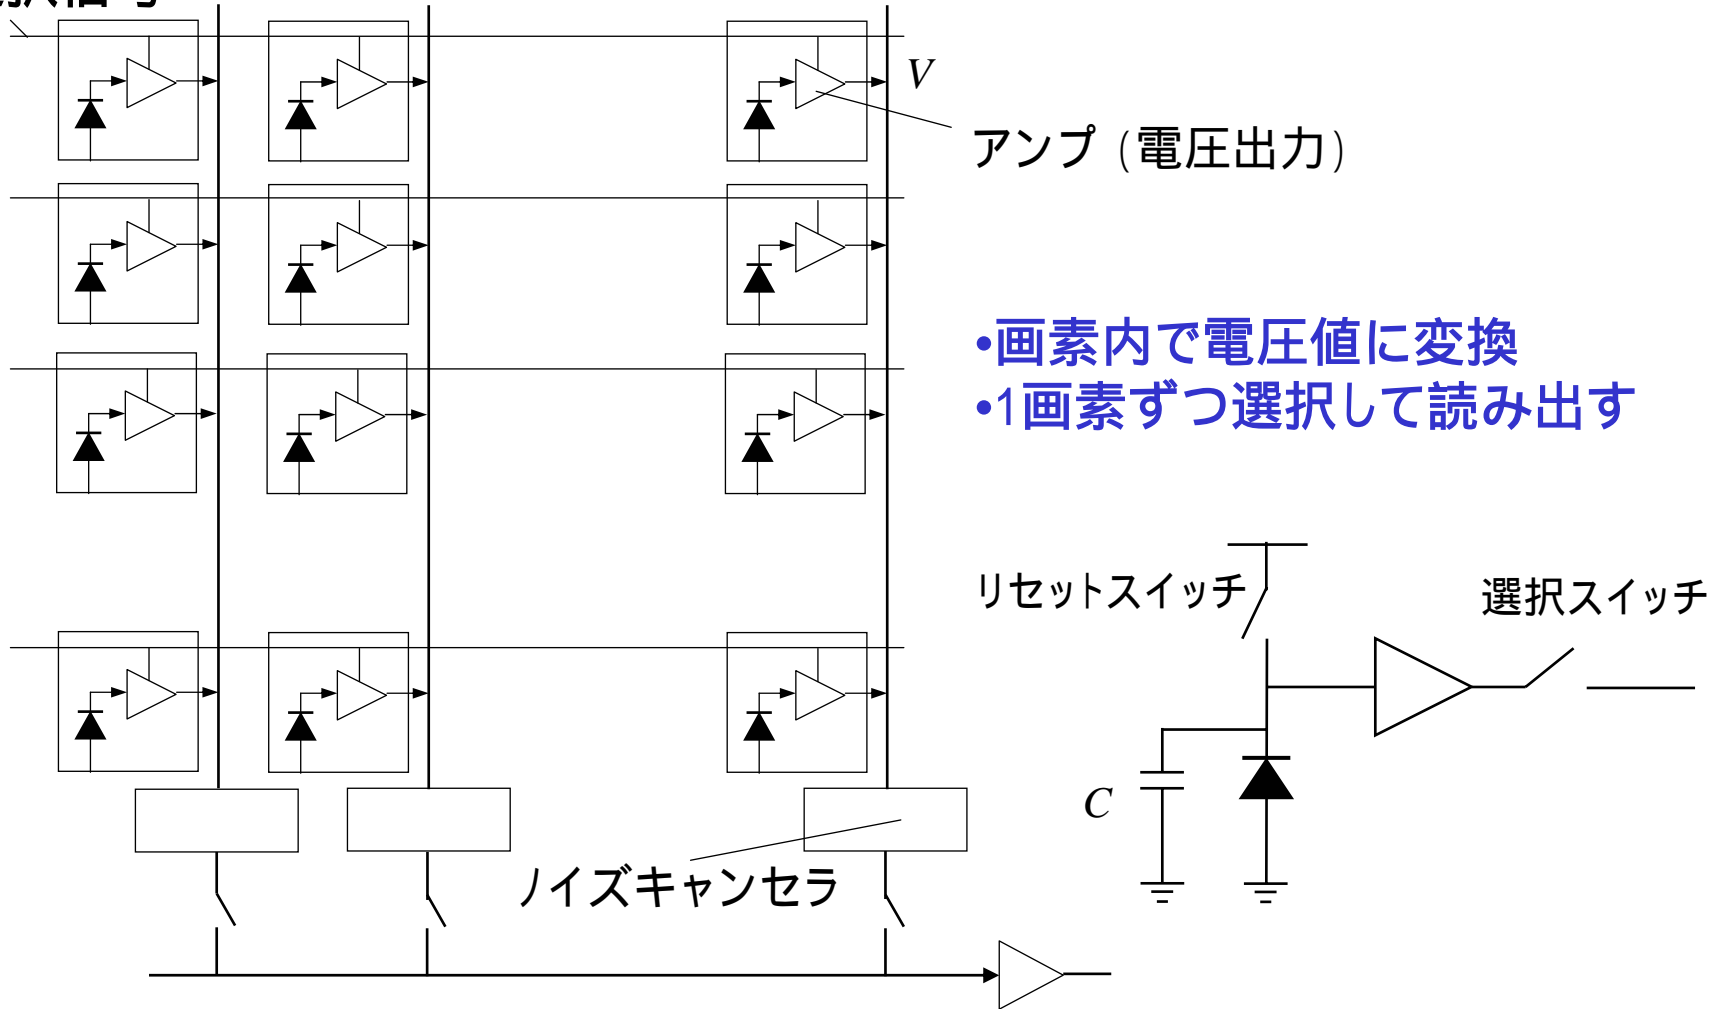 V
アンプ（電圧出力）
•画素内で電圧値に変換
•1画素ずつ選択して読み出す
リセットスイッチ
選択スイッチ
C
ノイズキャンセラ